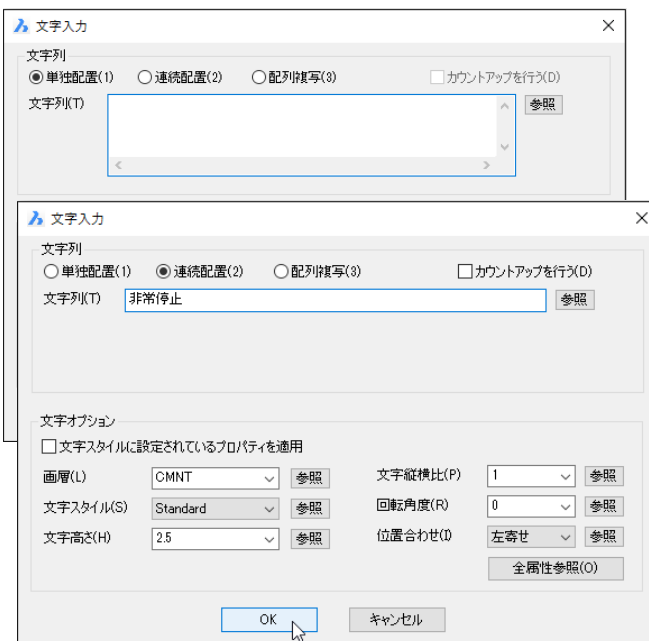 文字入力
文字列
単独配置(1) 連続配置(2) 配列複写(3) カウントアップを行う(D)
文字列(T) 参照
文字入力
文字列
単独配置(1) 連続配置(2) 配列複写(3) カウントアップを行う(D)
文字列(T) 非常停止 参照
文字オプション
文字スタイルに設定されているプロパティを適用
画層(L) CMNT 参照 文字縦横比(P) 1 参照
文字スタイル(S) Standard 参照 回転角度(R) 0 参照
文字高さ(H) 2.5 参照 位置合わせ(I) 左寄せ 参照
全属性参照(O)
OK キャンセル